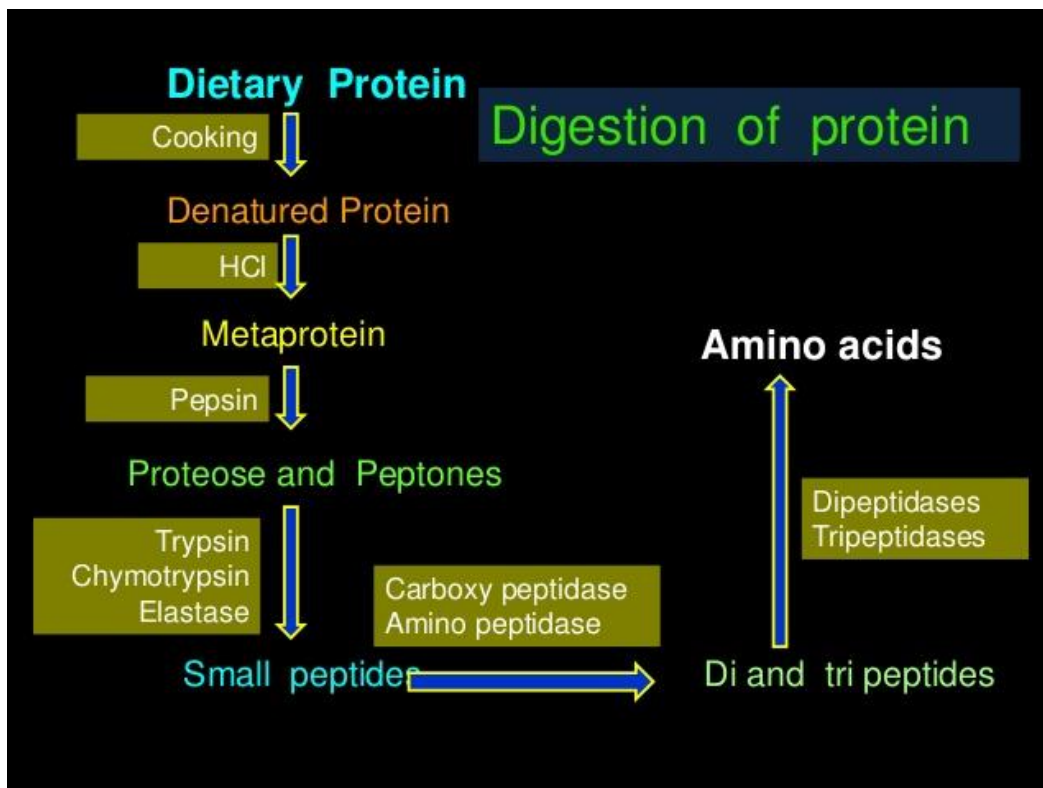 Dietary Protein
Digestion of protein
Cooking
Denatured Protein
HCl
Metaprotein
Amino acids
Pepsin
Proteose and Peptones
Trypsin
Chymotrypsin
Elastase
Carboxy peptidase
Amino peptidase
Dipeptidases
Tripeptidases
Small peptides
Di and tri peptides